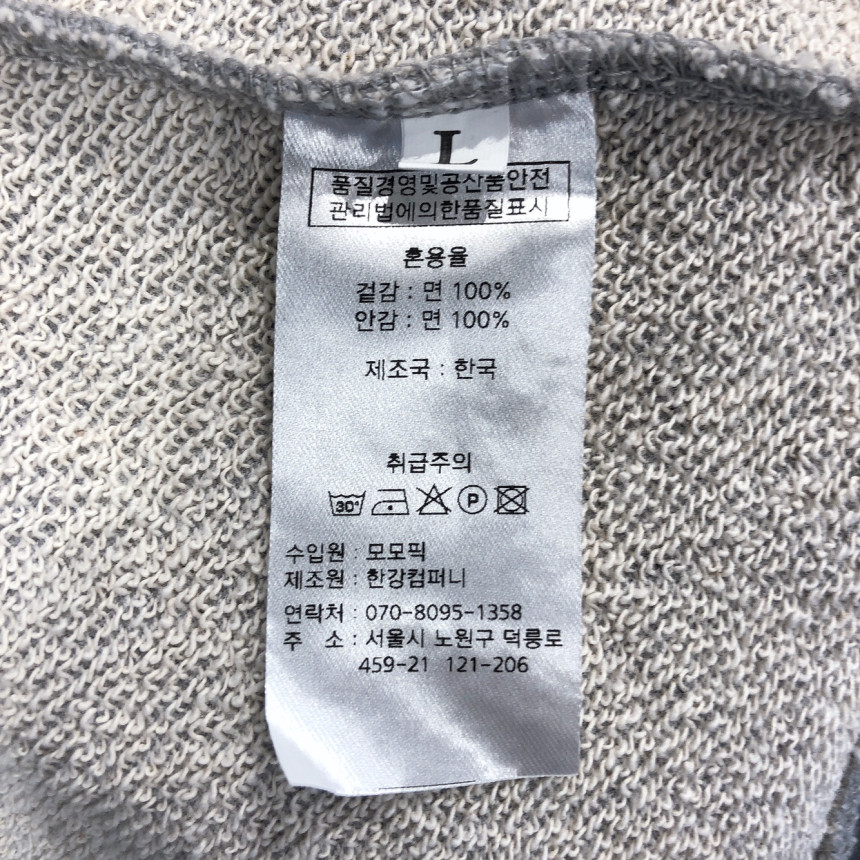 L
품질경영및공산품안전
관리법에의한품질표시
혼용율
겉감 : 면 100%
안감 : 면 100%
제조국 : 한국
취급주의
30° P
수입원 : 모모픽
제조원 : 한강컴퍼니
연락처 : 070-8095-1358
주 소 : 서울시 노원구 덕릉로
459-21 121-206